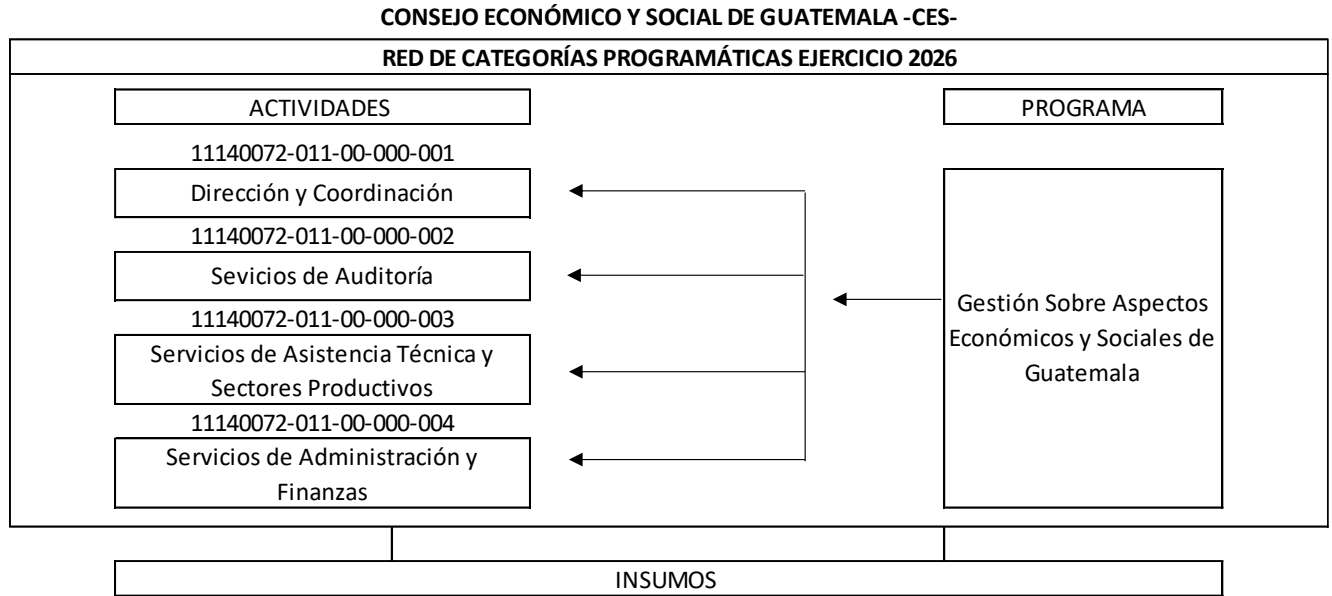 CONSEJO ECONÓMICO Y SOCIAL DE GUATEMALA -CES-
RED DE CATEGORÍAS PROGRAMÁTICAS EJERCICIO 2026
ACTIVIDADES
PROGRAMA
11140072-011-00-000-001
Dirección y Coordinación
11140072-011-00-000-002
Sevicios de Auditoría
11140072-011-00-000-003
Servicios de Asistencia Técnica y
Sectores Productivos
11140072-011-00-000-004
Servicios de Administración y
Finanzas
Gestión Sobre Aspectos
Económicos y Sociales de
Guatemala
INSUMOS